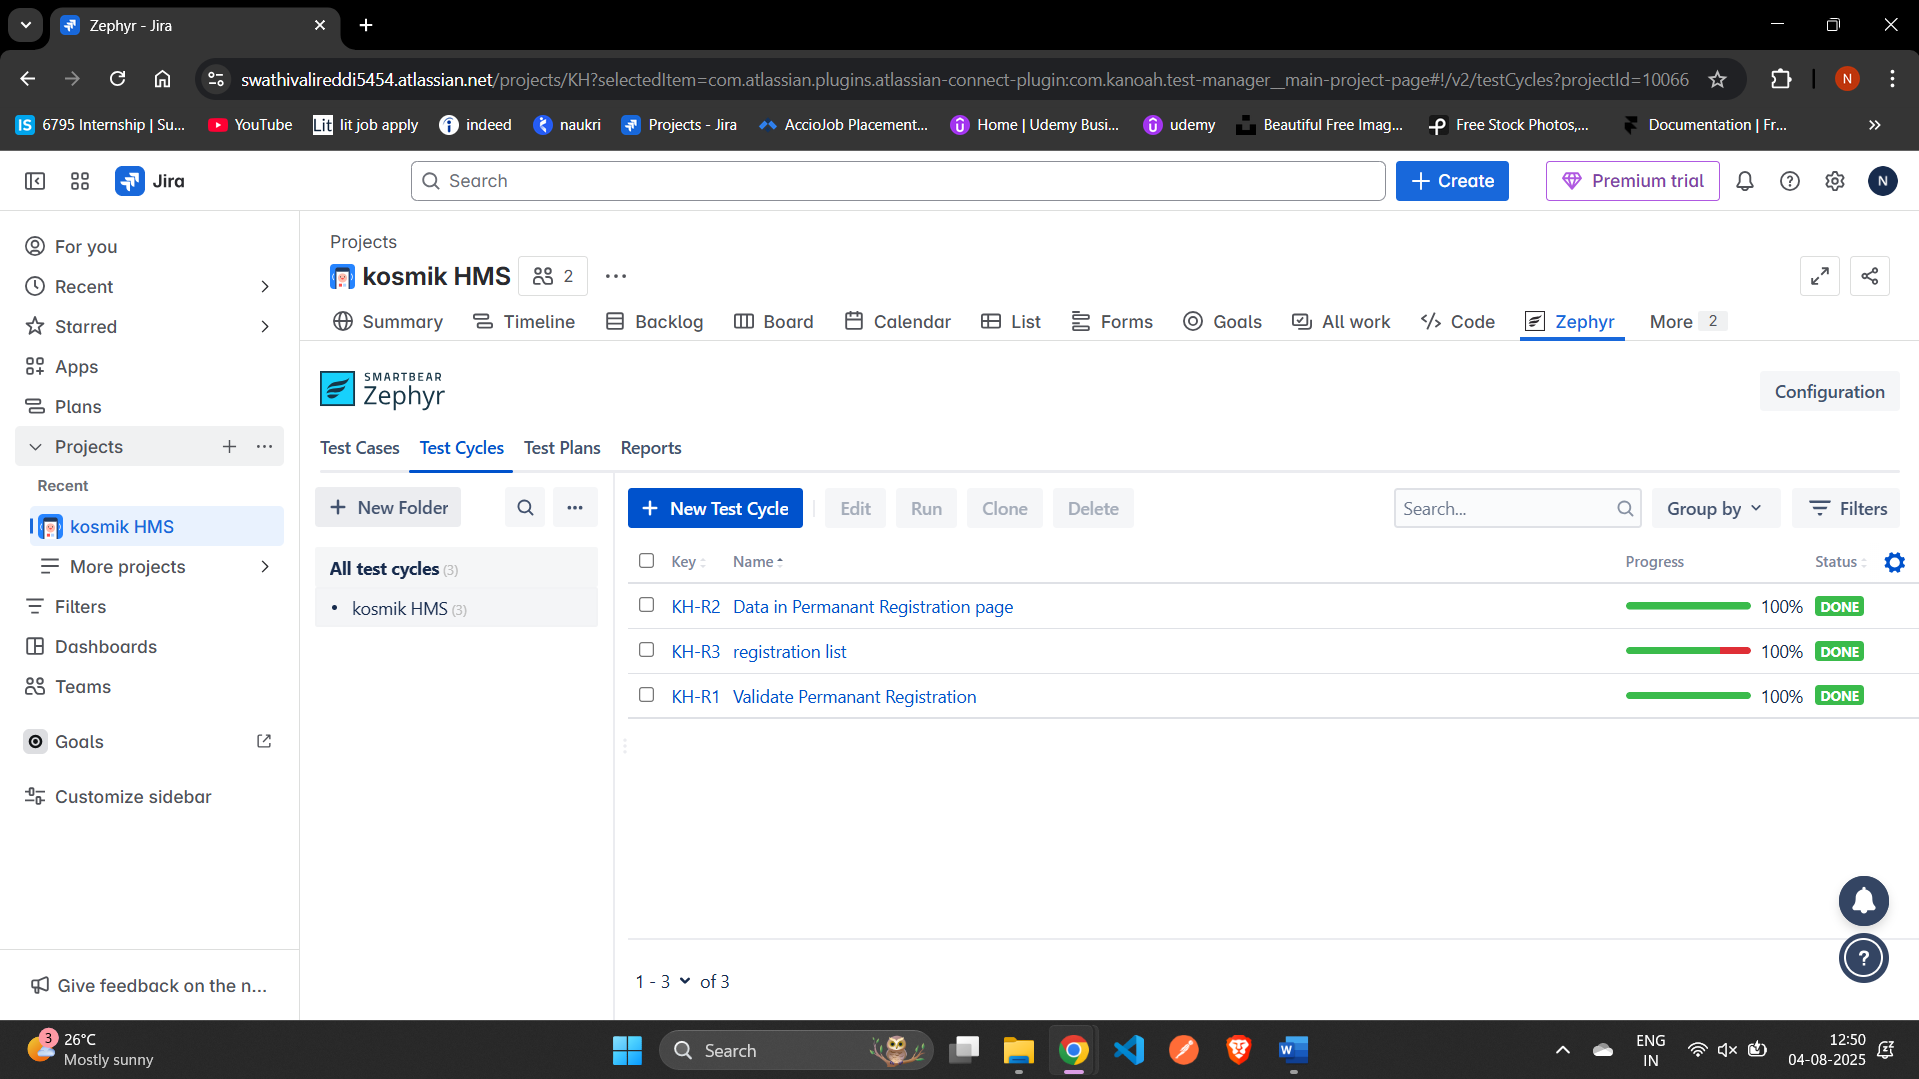 Zephyr - Jira
swathivalireddi5454.atlassian.net/projects/KH?selectedItem=com.atlassian.plugins.atlassian-connect-plugin:com.kanoah.test-manager__main-project-page#!/v2/testCycles?projectId=10066
N
IS 6795 Internship | Su...
YouTube
Lit lit job apply
indeed
naukri
Projects - Jira
AccioJob Placement...
Home | Udemy Busi...
udemy
Beautiful Free Imag...
Free Stock Photos,...
Documentation | Fr...
Jira
Search
Create
Premium trial
N
For you
Recent
Starred
Apps
Plans
Projects
Recent
kosmik HMS
More projects
Filters
Dashboards
Teams
Goals
Customize sidebar
Give feedback on the n...
Projects
kosmik HMS 2
Summary
Timeline
Backlog
Board
Calendar
List
Forms
Goals
All work
Code
Zephyr
More 2
SMARTBEAR
Zephyr
Configuration
Test Cases
Test Cycles
Test Plans
Reports
New Folder
All test cycles (3)
kosmik HMS (3)
New Test Cycle
Edit
Run
Clone
Delete
Search...
Group by
Filters
Key Name Progress Status
KH-R2 Data in Permanant Registration page 100% DONE
KH-R3 registration list 100% DONE
KH-R1 Validate Permanant Registration 100% DONE
1 - 3 of 3
?
3
26°C
Mostly sunny
Search
W
ENG
IN
12:50
04-08-2025